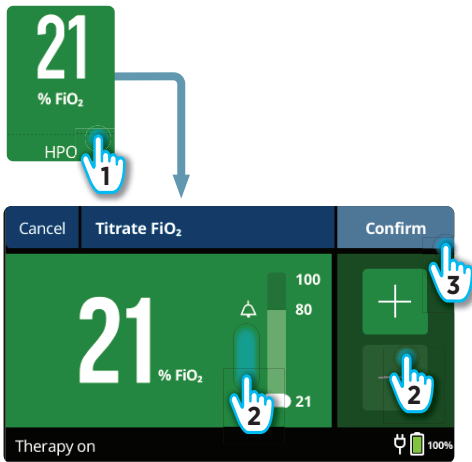 21
% FiO₂
HPO
1
Cancel
Titrate FiO₂
Confirm
3
100
80
21
% FiO₂
21
2
2
Therapy on
100%